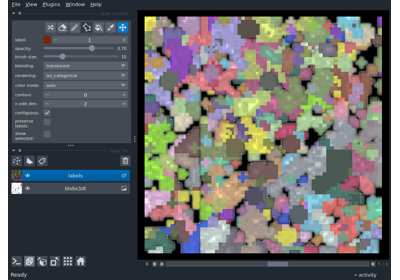 File View Plugins Window Help
label: 1
opacity: 0.70
brush size: 10
blending: translucent
rendering: iso_categorical
color mode: auto
contour: 0
n edit dim: 2
contiguous:
preserve
labels:
show
selected:
labels
blobs3dt
Ready
activity